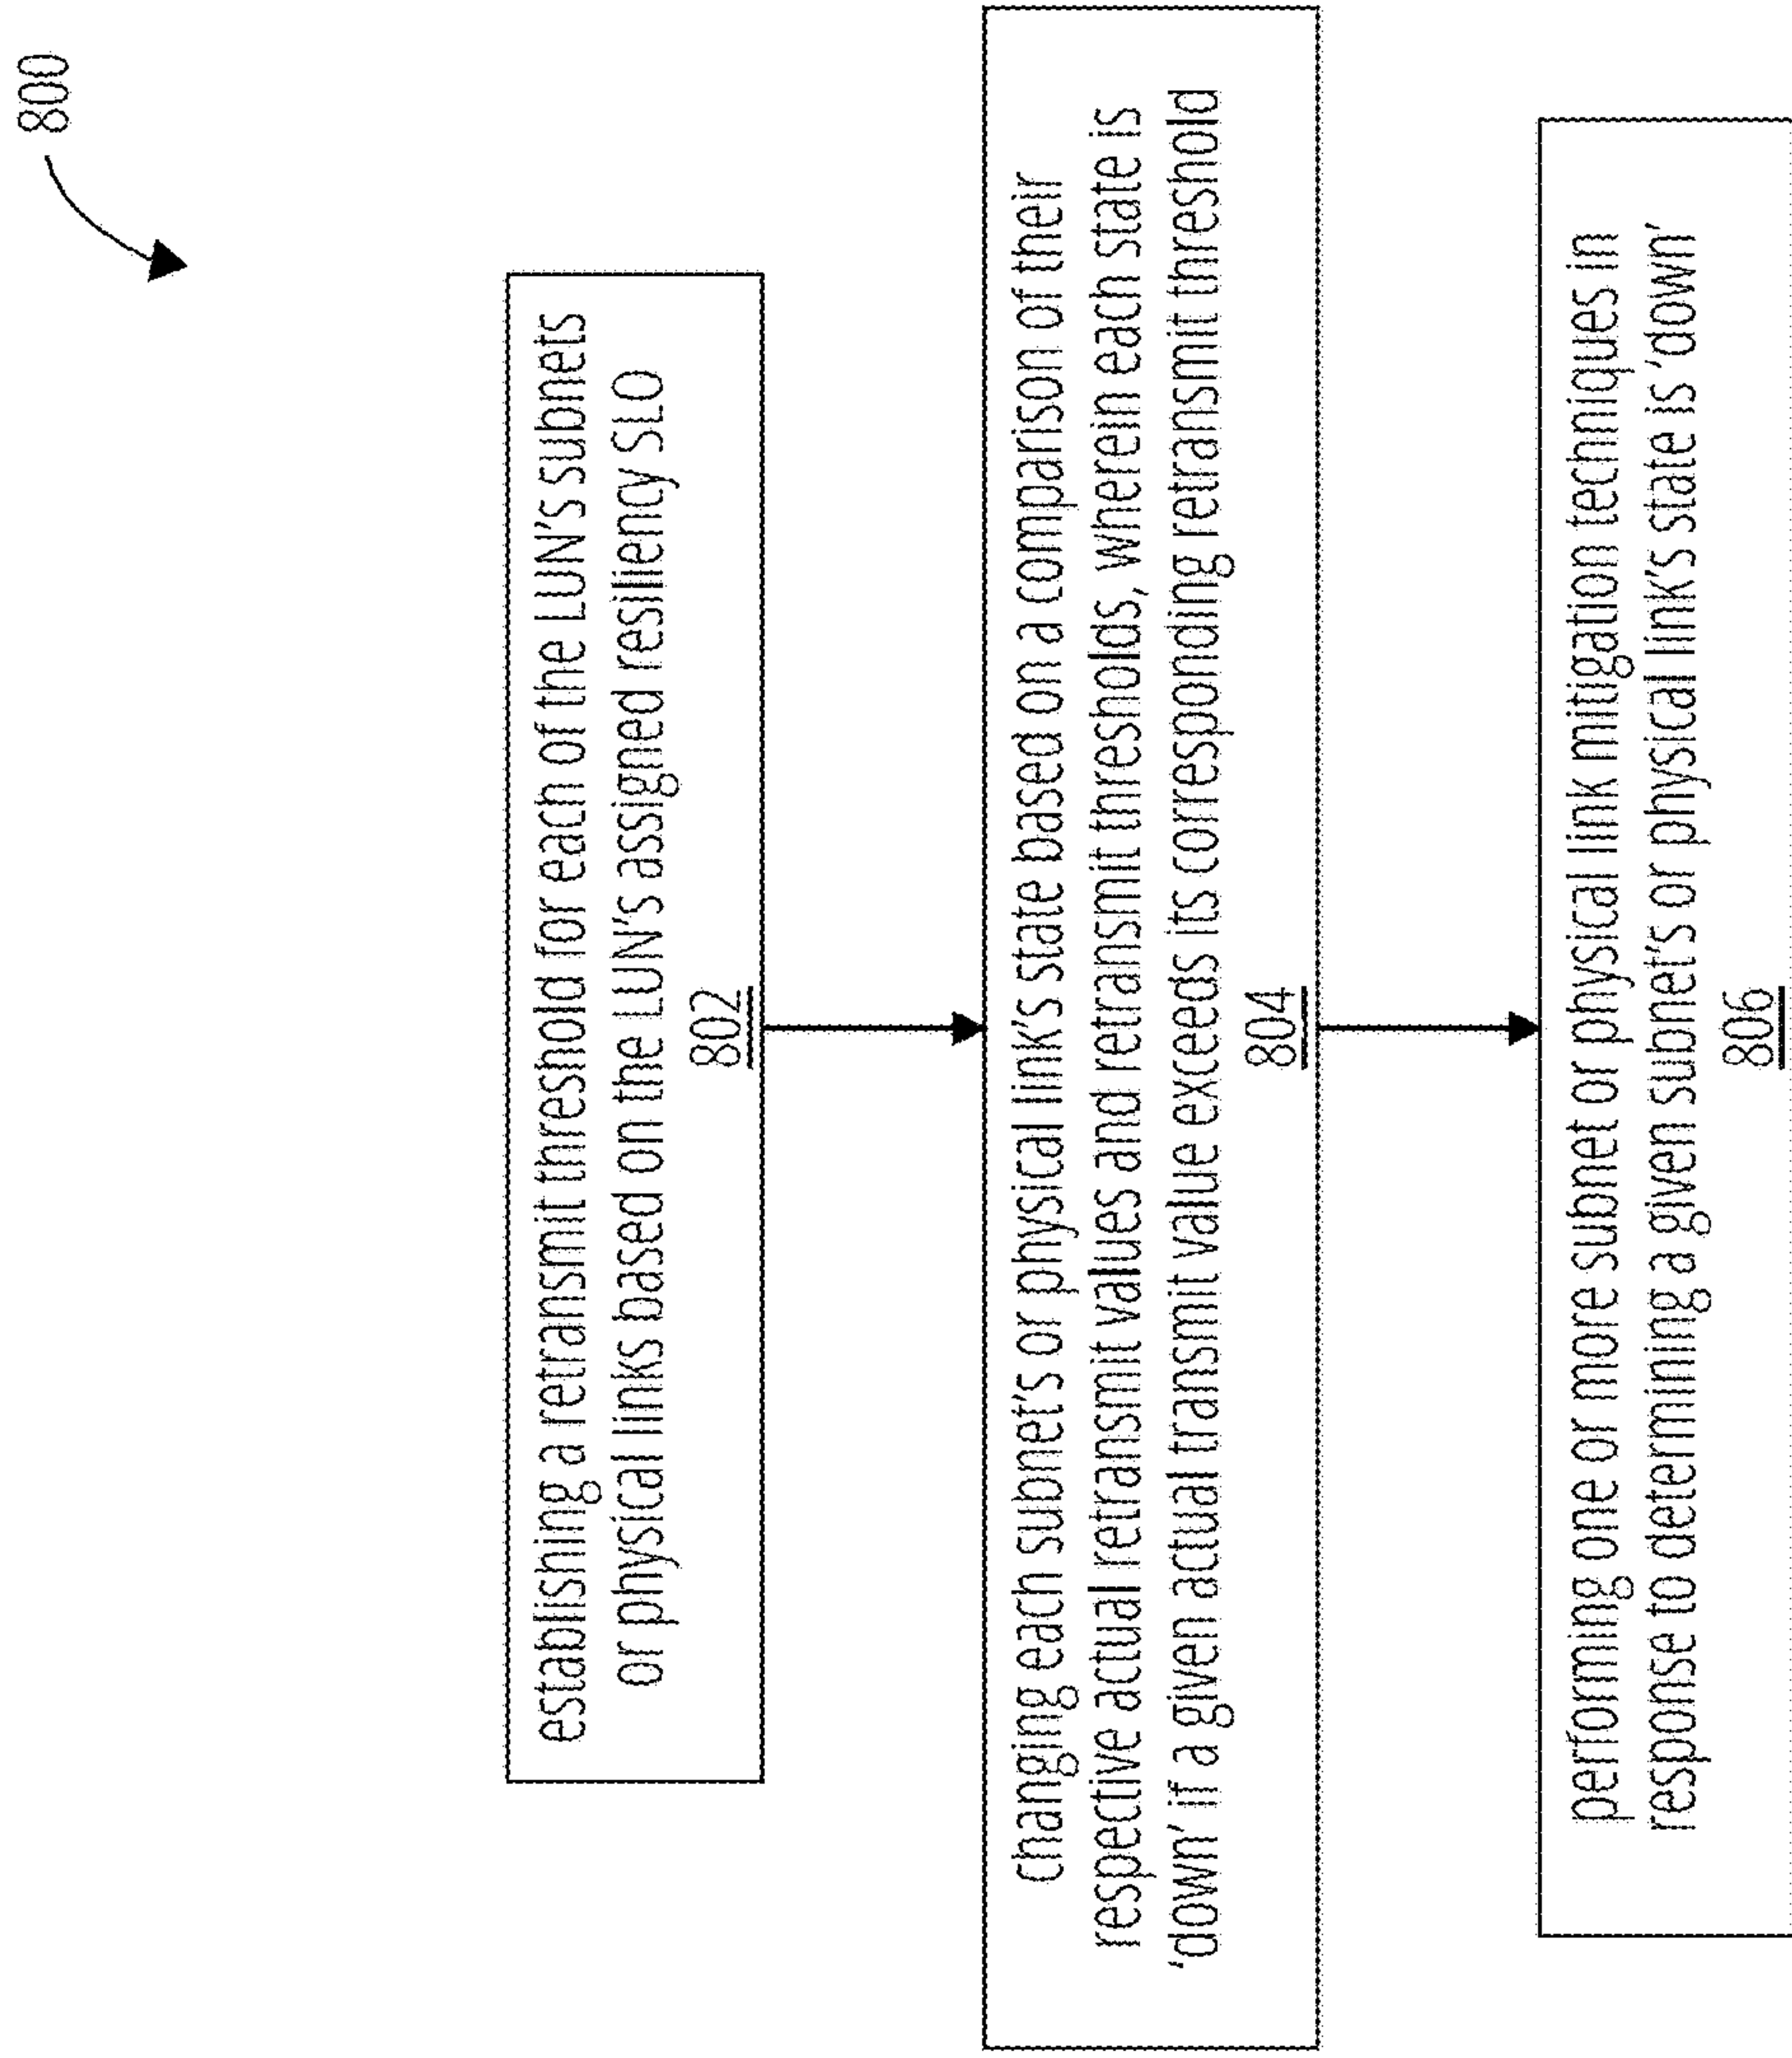 800
establishing a retransmit threshold for each of the LUN's subnets
or physical links based on the LUN's assigned resiliency SLO
802
changing each subnet's or physical link's state based on a comparison of their
respective actual retransmit values and retransmit thresholds, wherein each state is
'down' if a given actual transmit value exceeds its corresponding retransmit threshold
804
performing one or more subnet or physical link mitigation techniques in
response to determining a given subnet's or physical link's state is 'down'
806